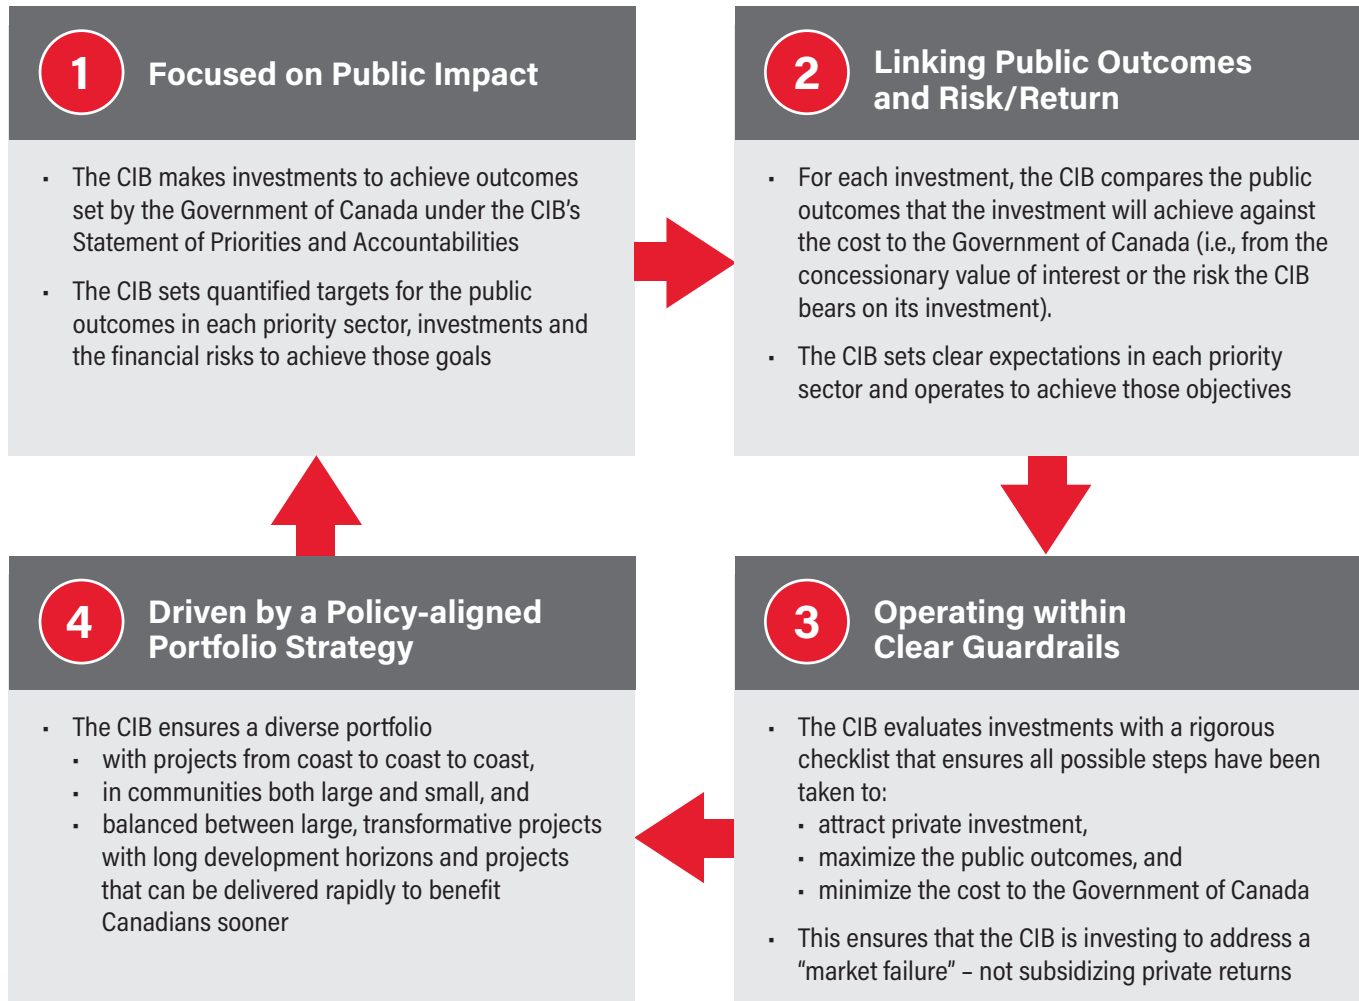 1
Focused on Public Impact
▪ The CIB makes investments to achieve outcomes
set by the Government of Canada under the CIB's
Statement of Priorities and Accountabilities
▪ The CIB sets quantified targets for the public
outcomes in each priority sector, investments and
the financial risks to achieve those goals
2
Linking Public Outcomes
and Risk/Return
▪ For each investment, the CIB compares the public
outcomes that the investment will achieve against
the cost to the Government of Canada (i.e., from the
concessionary value of interest or the risk the CIB
bears on its investment).
▪ The CIB sets clear expectations in each priority
sector and operates to achieve those objectives
3
Operating within
Clear Guardrails
▪ The CIB evaluates investments with a rigorous
checklist that ensures all possible steps have been
taken to:
▪ attract private investment,
▪ maximize the public outcomes, and
▪ minimize the cost to the Government of Canada
▪ This ensures that the CIB is investing to address a
“market failure” – not subsidizing private returns
4
Driven by a Policy-aligned
Portfolio Strategy
▪ The CIB ensures a diverse portfolio
▪ with projects from coast to coast to coast,
▪ in communities both large and small, and
▪ balanced between large, transformative projects
with long development horizons and projects
that can be delivered rapidly to benefit
Canadians sooner